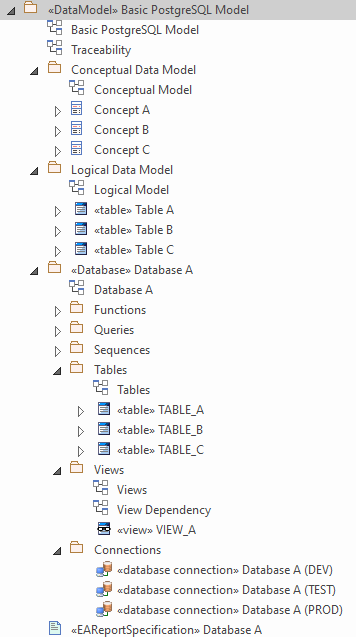 «DataModel» Basic PostgreSQL Model
Basic PostgreSQL Model
Traceability
Conceptual Data Model
Conceptual Model
Concept A
Concept B
Concept C
Logical Data Model
Logical Model
«table» Table A
«table» Table B
«table» Table C
«Database» Database A
Database A
Functions
Queries
Sequences
Tables
Tables
«table» TABLE_A
«table» TABLE_B
«table» TABLE_C
Views
Views
View Dependency
«view» VIEW_A
Connections
«database connection» Database A (DEV)
«database connection» Database A (TEST)
«database connection» Database A (PROD)
«EAReportSpecification» Database A